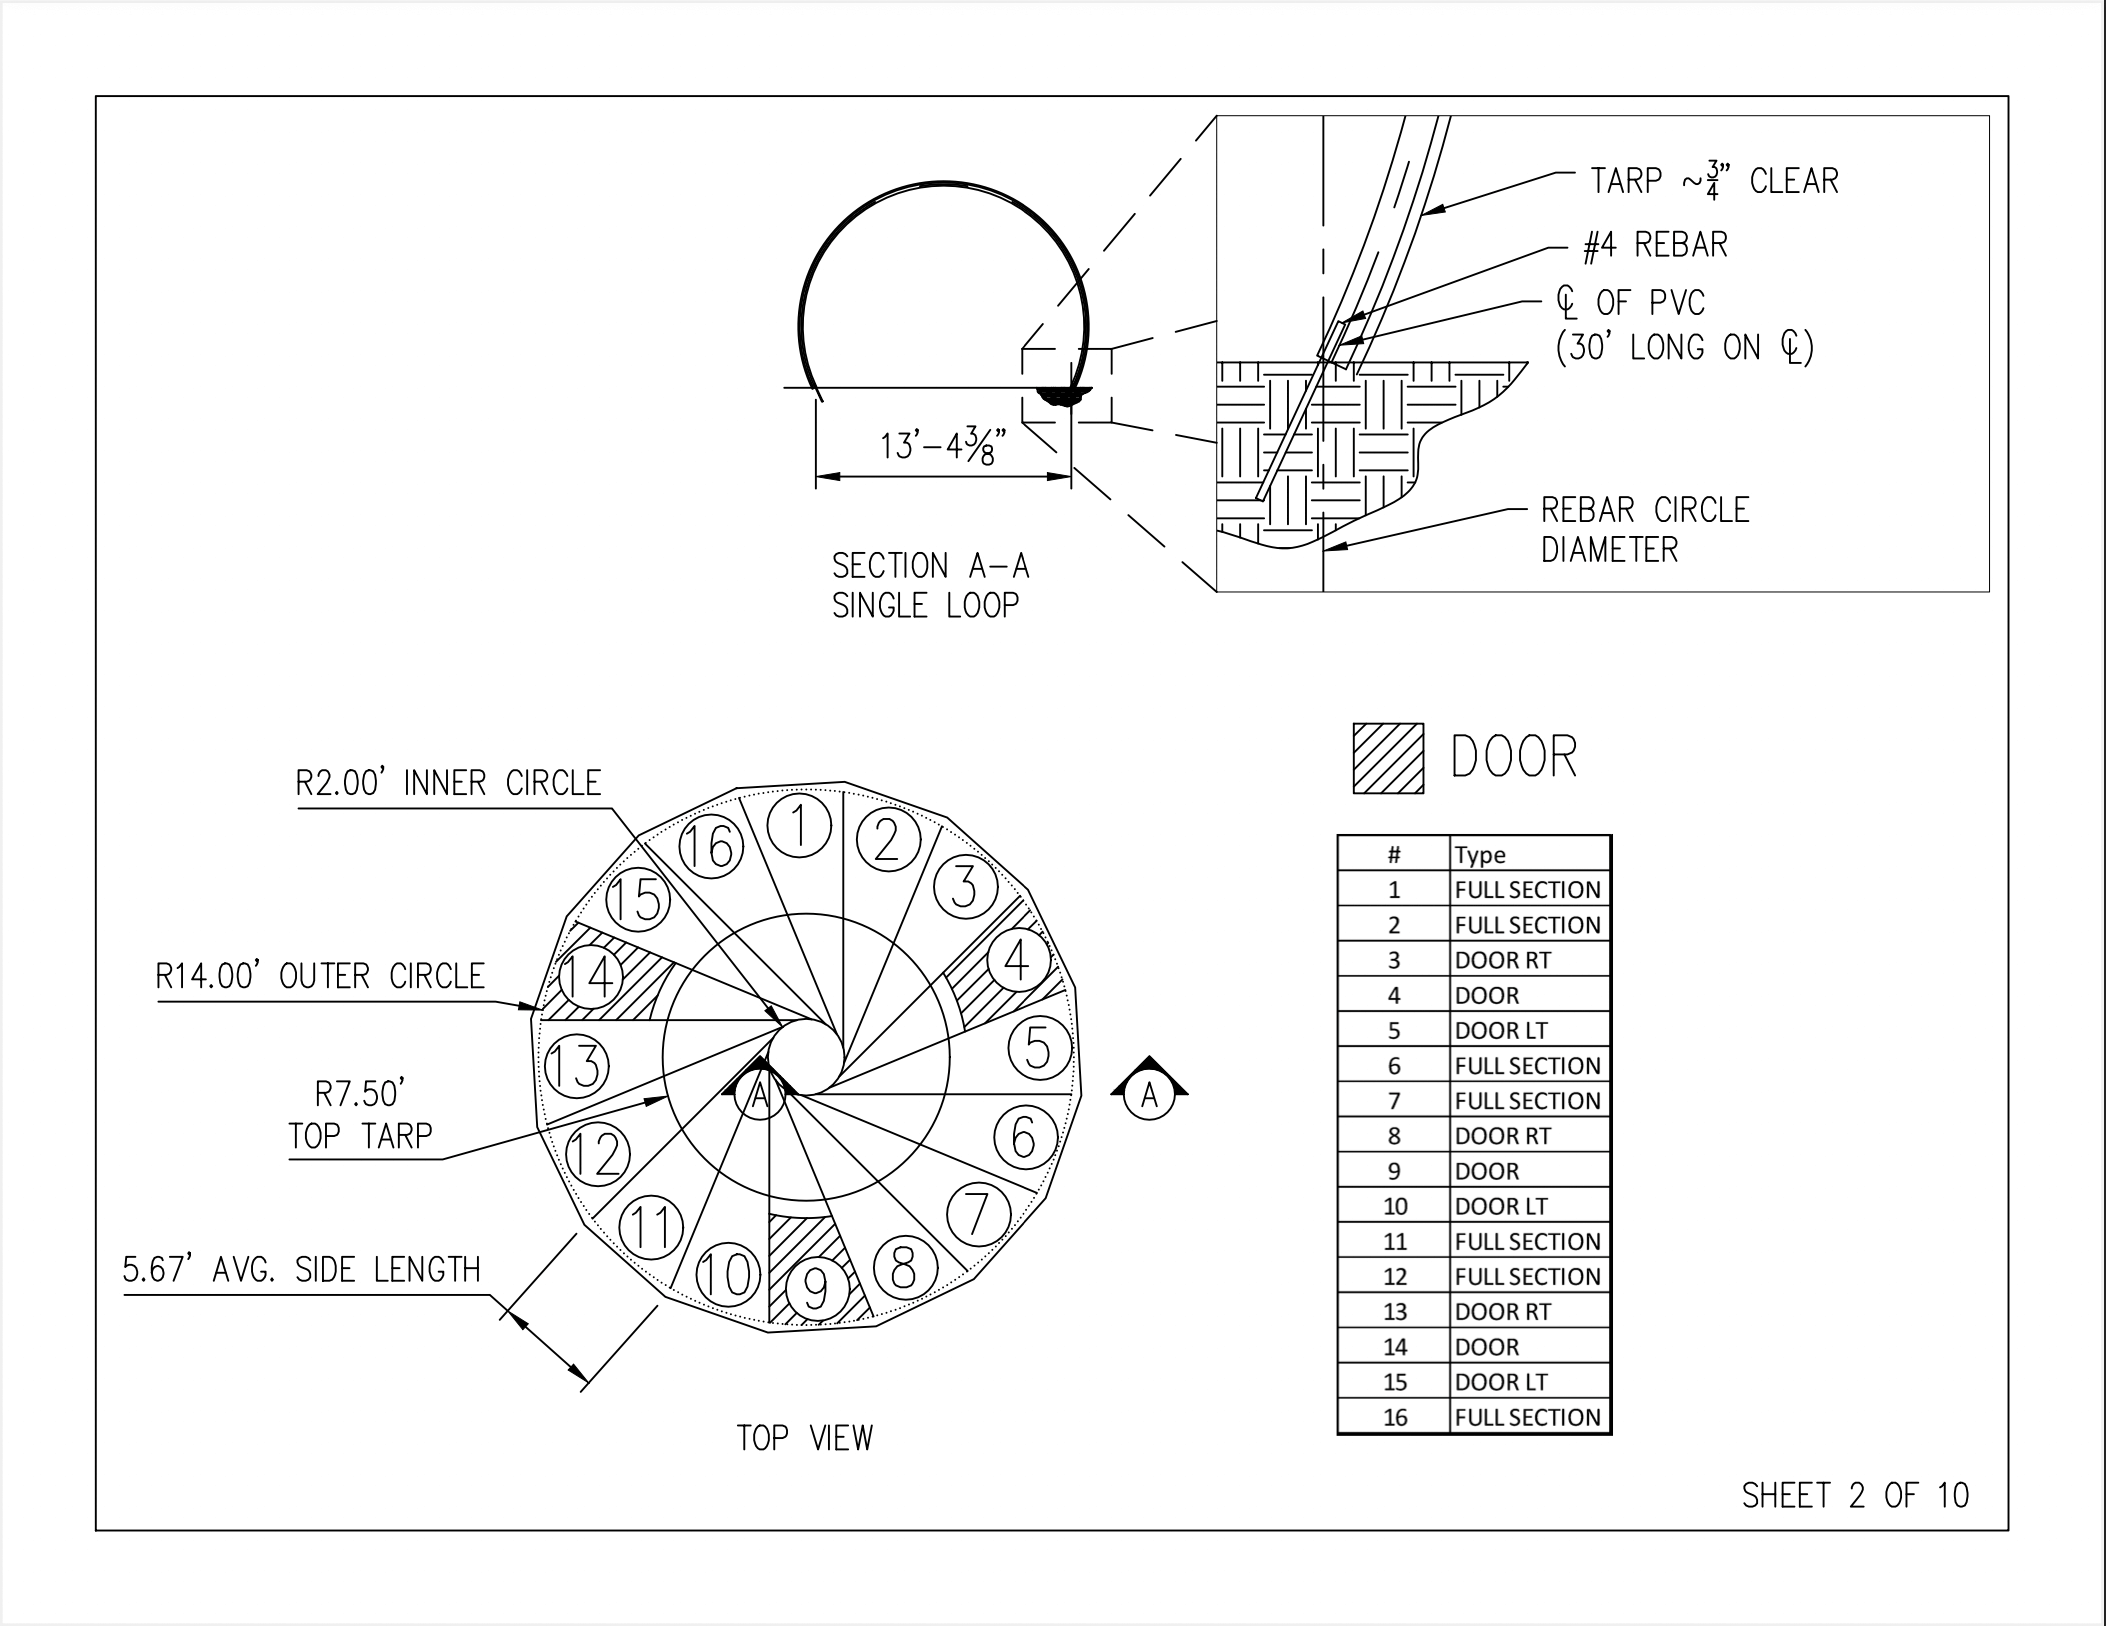 TARP ~3/4" CLEAR
#4 REBAR
℄ OF PVC
(30' LONG ON ℄)
13'-4 3/8"
REBAR CIRCLE
DIAMETER
SECTION A-A
SINGLE LOOP
DOOR
R2.00' INNER CIRCLE
R14.00' OUTER CIRCLE
R7.50'
TOP TARP
5.67' AVG. SIDE LENGTH
1
2
3
4
5
6
7
8
9
10
11
12
13
14
15
16
A
A
TOP VIEW
# Type
1 FULL SECTION
2 FULL SECTION
3 DOOR RT
4 DOOR
5 DOOR LT
6 FULL SECTION
7 FULL SECTION
8 DOOR RT
9 DOOR
10 DOOR LT
11 FULL SECTION
12 FULL SECTION
13 DOOR RT
14 DOOR
15 DOOR LT
16 FULL SECTION
SHEET 2 OF 10